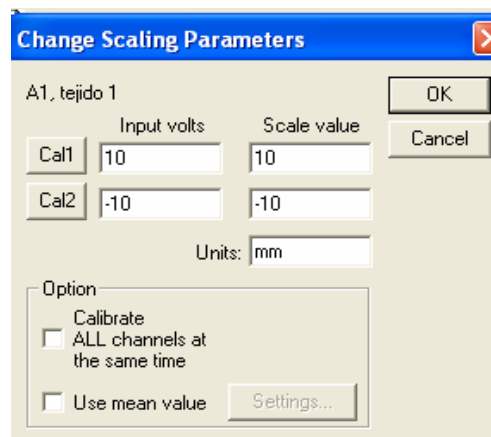 Change Scaling Parameters
A1, tejido 1
OK
Input volts Scale value
Cancel
Cal1 10 10
Cal2 -10 -10
Units: mm
Option
Calibrate
ALL channels at
the same time
Use mean value Settings...